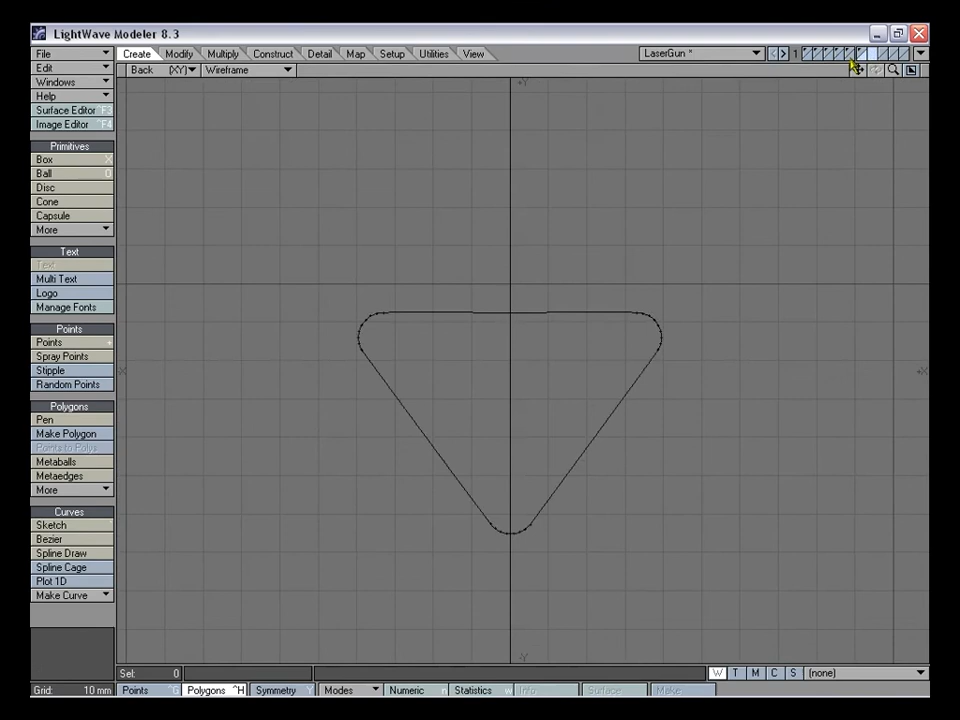 LightWave Modeler 8.3
File Create Modify Multiply Construct Detail Map Setup Utilities View LaserGun * 1
Edit Back (XY) Wireframe
Windows
Help
Surface Editor ^F3
Image Editor ^F4
Primitives
Box X
Ball O
Disc
Cone
Capsule
More
Text
Text
Multi Text
Logo
Manage Fonts
Points
Points +
Spray Points
Stipple
Random Points
Polygons
Pen
Make Polygon
Points to Polys
Metaballs
Metaedges
More
Curves
Sketch
Bezier
Spline Draw
Spline Cage
Plot 1D
Make Curve
+Y
-X
+X
-Y
Sel: 0 W T M C S (none)
Grid: 10 mm Points ^G Polygons ^H Symmetry Y Modes Numeric n Statistics w Info Surface Make